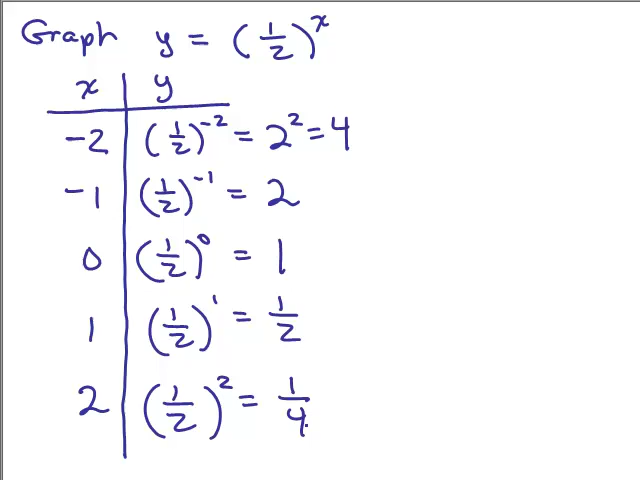 Graph y = (1/2)^x
x | y
-2 | (1/2)^-2 = 2^2 = 4
-1 | (1/2)^-1 = 2
0 | (1/2)^0 = 1
1 | (1/2)^1 = 1/2
2 | (1/2)^2 = 1/4